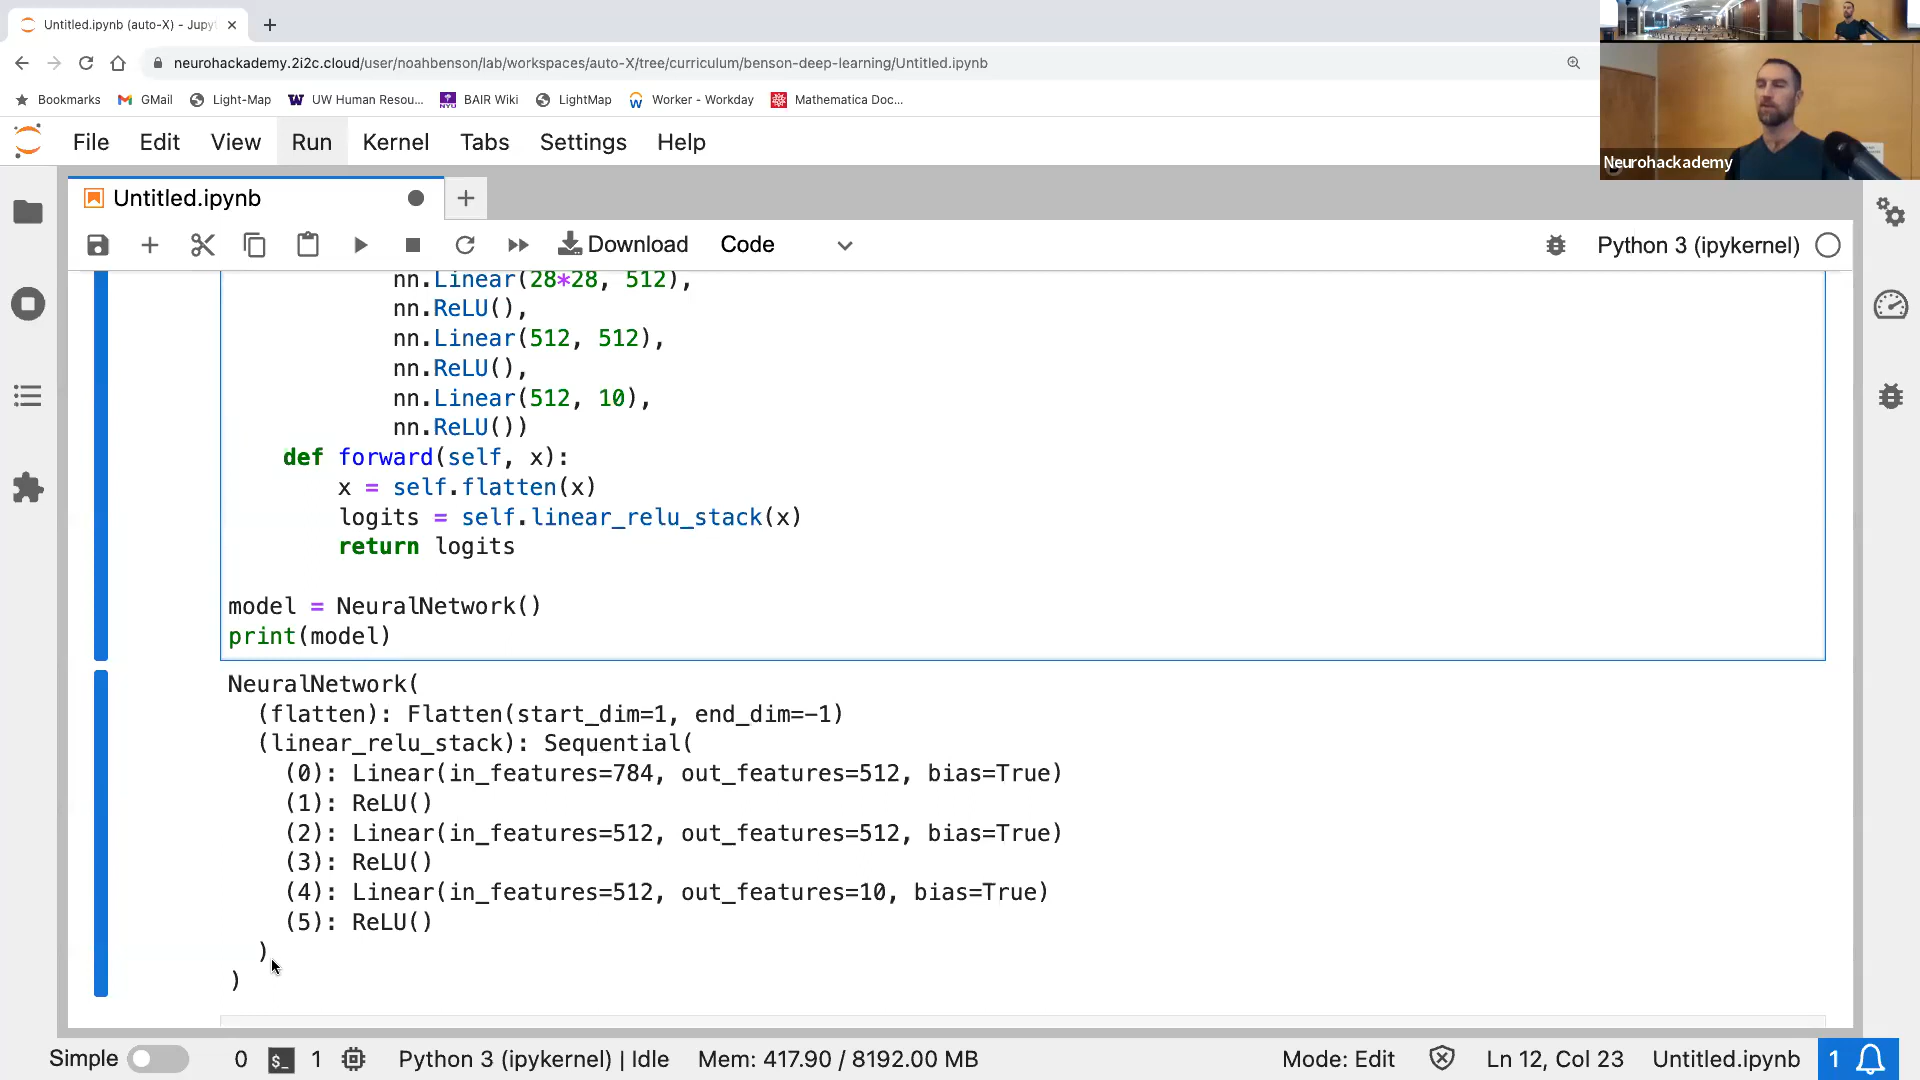 Untitled.ipynb (auto-X) - Jupy
neurohackademy.2i2c.cloud/user/noahbenson/lab/workspaces/auto-X/tree/curriculum/benson-deep-learning/Untitled.ipynb
Bookmarks GMail Light-Map UW Human Resou... BAIR Wiki LightMap Worker - Workday Mathematica Doc...
Neurohackademy
File Edit View Run Kernel Tabs Settings Help
Untitled.ipynb
Download Code Python 3 (ipykernel)
nn.Linear(28*28, 512),
nn.ReLU(),
nn.Linear(512, 512),
nn.ReLU(),
nn.Linear(512, 10),
nn.ReLU())
def forward(self, x):
x = self.flatten(x)
logits = self.linear_relu_stack(x)
return logits
model = NeuralNetwork()
print(model)
NeuralNetwork(
(flatten): Flatten(start_dim=1, end_dim=-1)
(linear_relu_stack): Sequential(
(0): Linear(in_features=784, out_features=512, bias=True)
(1): ReLU()
(2): Linear(in_features=512, out_features=512, bias=True)
(3): ReLU()
(4): Linear(in_features=512, out_features=10, bias=True)
(5): ReLU()
)
)
Simple 0 $_ 1 Python 3 (ipykernel) | Idle Mem: 417.90 / 8192.00 MB Mode: Edit Ln 12, Col 23 Untitled.ipynb 1